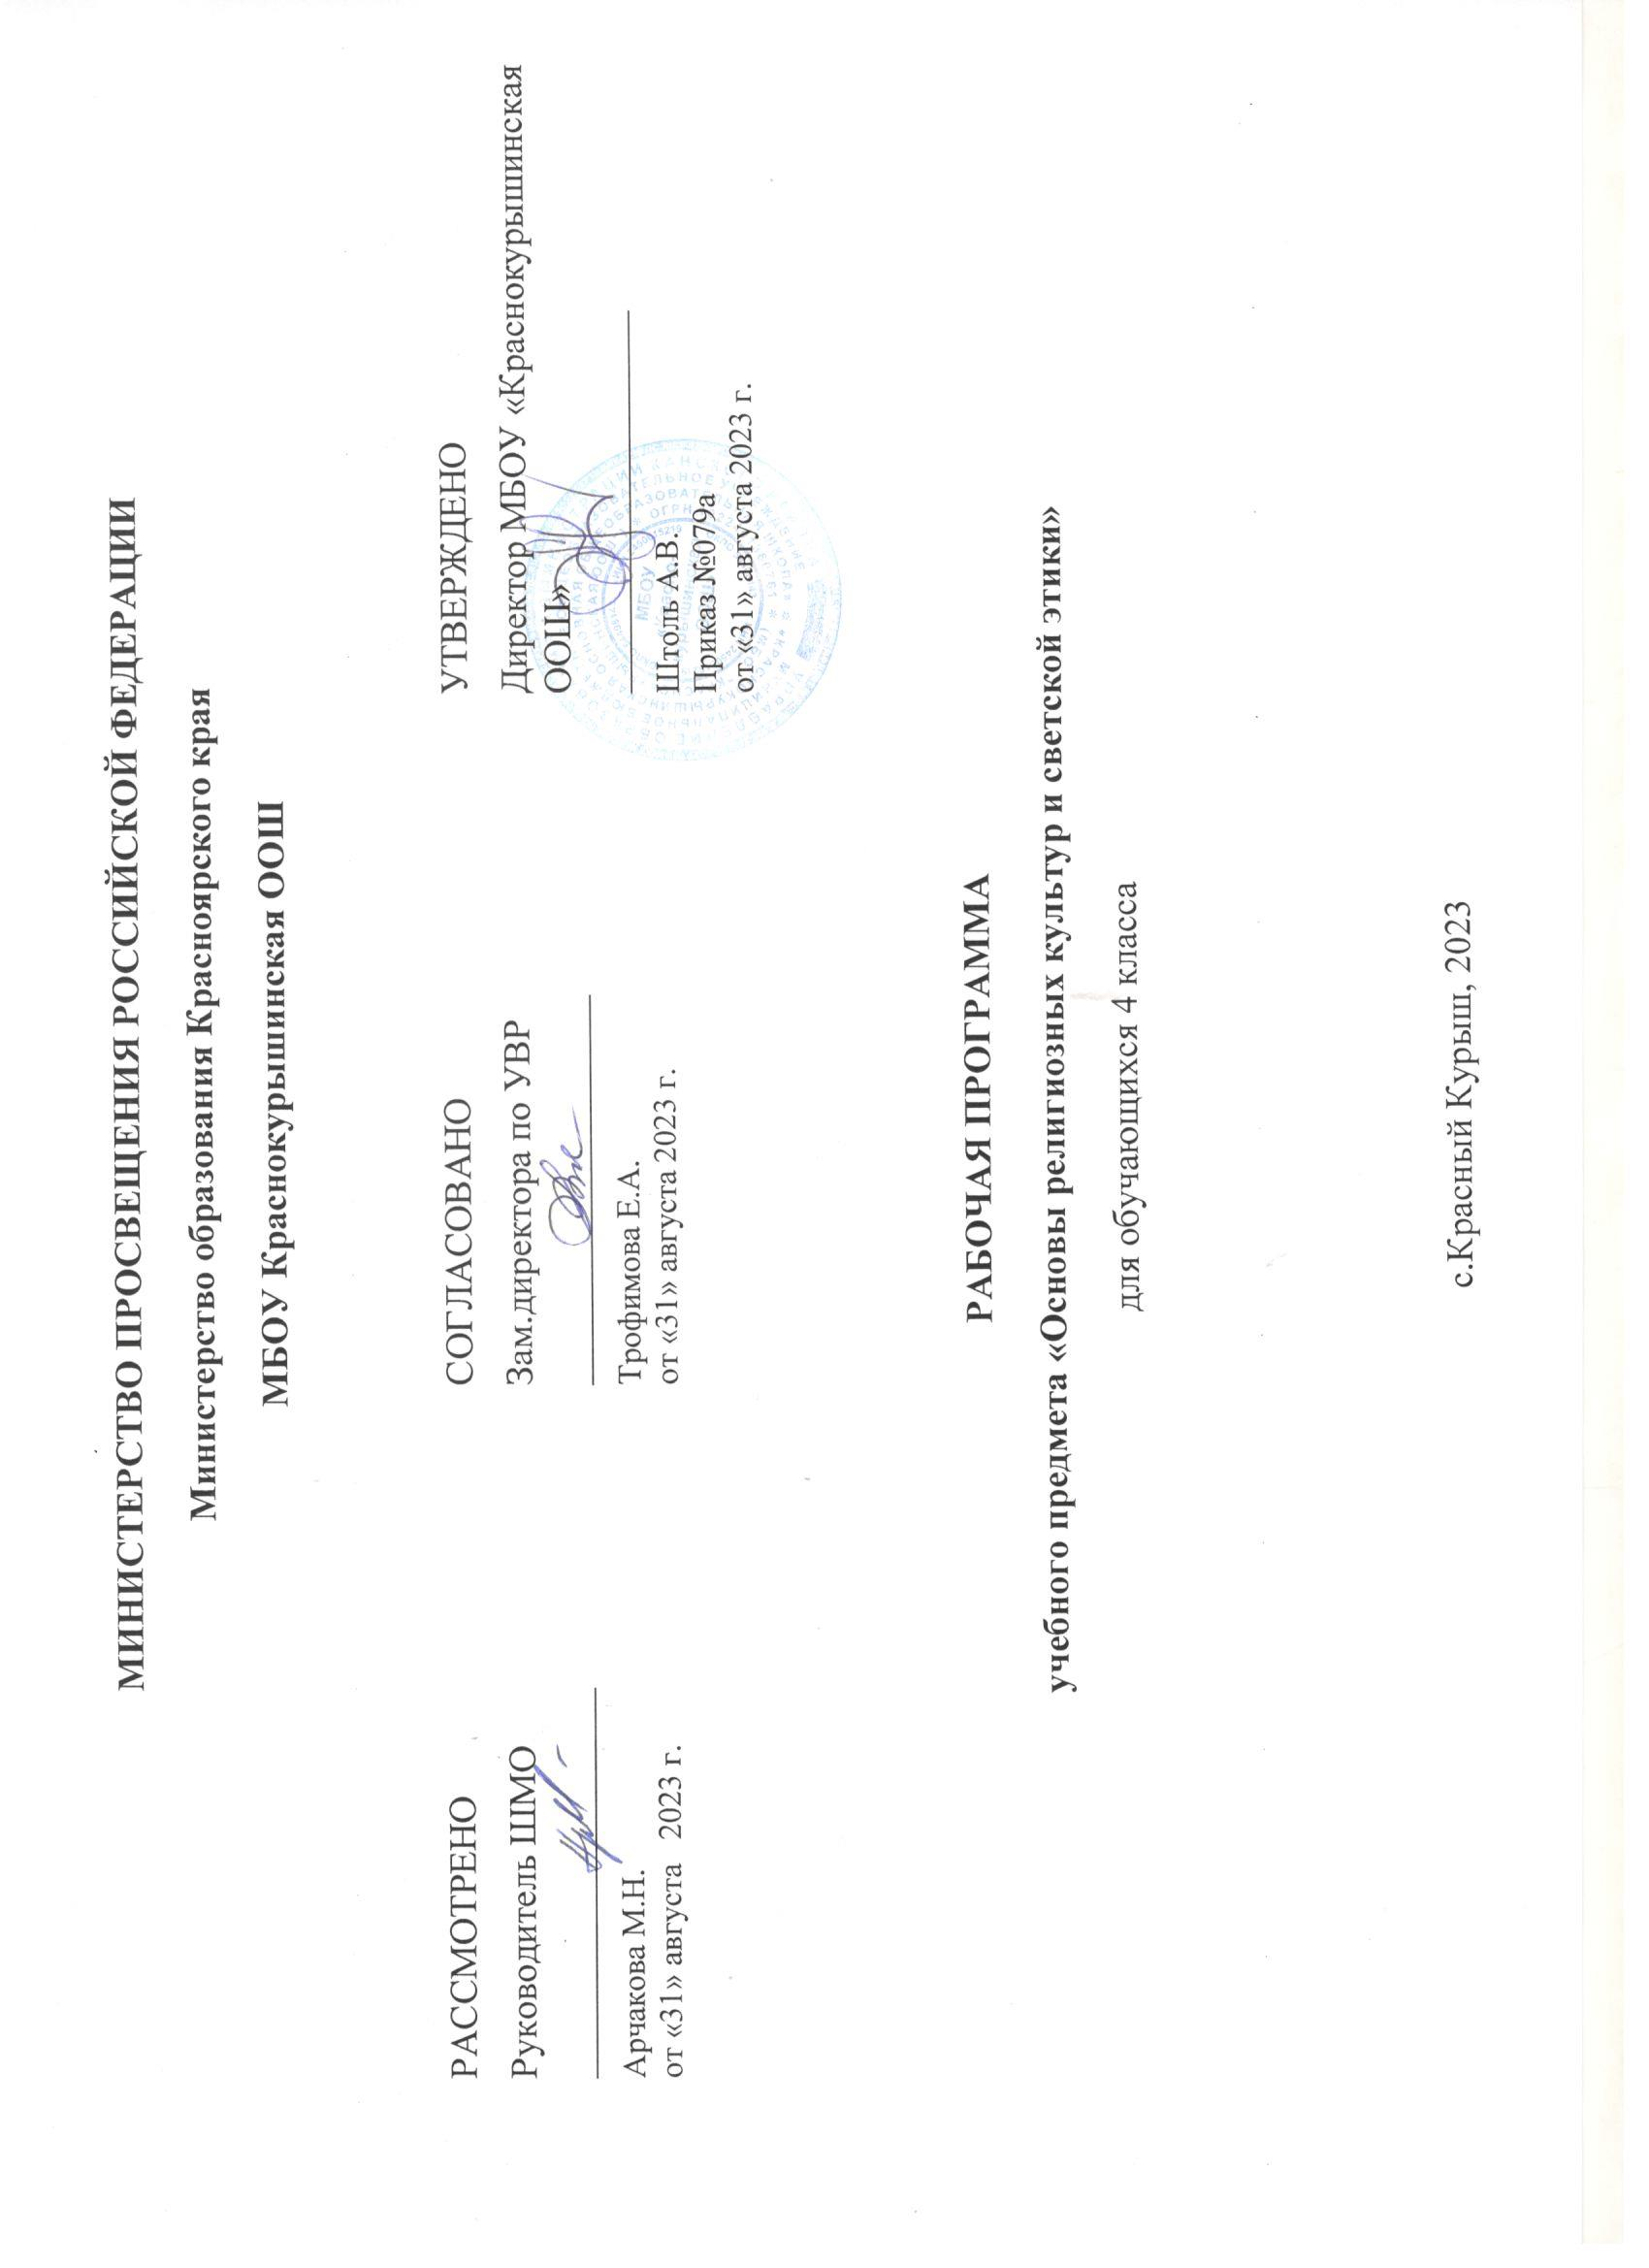 МИНИСТЕРСТВО ПРОСВЕЩЕНИЯ РОССИЙСКОЙ ФЕДЕРАЦИИ
Министерство образования Красноярского края
МБОУ Краснокурышинская ООШ
РАССМОТРЕНО
Руководитель ШМО
Арчакова М.Н.
от «31» августа 2023 г.
СОГЛАСОВАНО
Зам.директора по УВР
Трофимова Е.А.
от «31» августа 2023 г.
УТВЕРЖДЕНО
Директор МБОУ «Краснокурышинская
ООШ»
Штоль А.В.
Приказ №079а
от «31» августа 2023 г.
МБОУ
РАБОЧАЯ ПРОГРАММА
учебного предмета «Основы религиозных культур и светской этики»
для обучающихся 4 класса
с.Красный Курыш, 2023